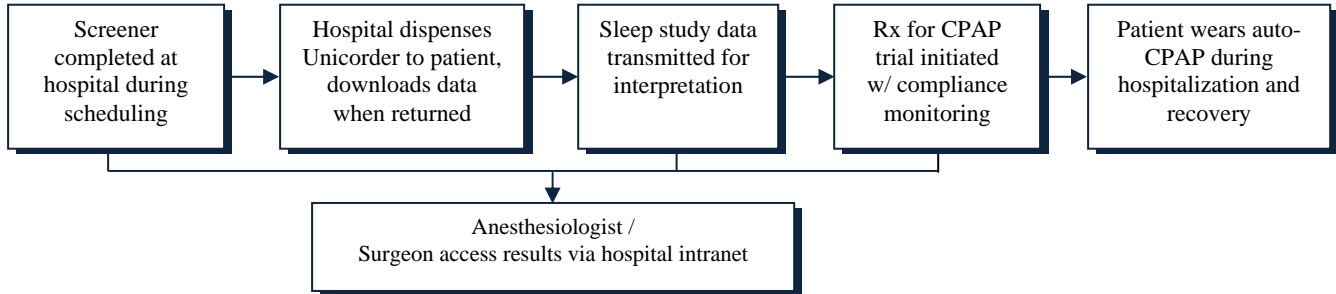 Screener
completed at
hospital during
scheduling
Hospital dispenses
Unicorder to patient,
downloads data
when returned
Sleep study data
transmitted for
interpretation
Rx for CPAP
trial initiated
w/ compliance
monitoring
Patient wears auto-
CPAP during
hospitalization and
recovery
Anesthesiologist /
Surgeon access results via hospital intranet